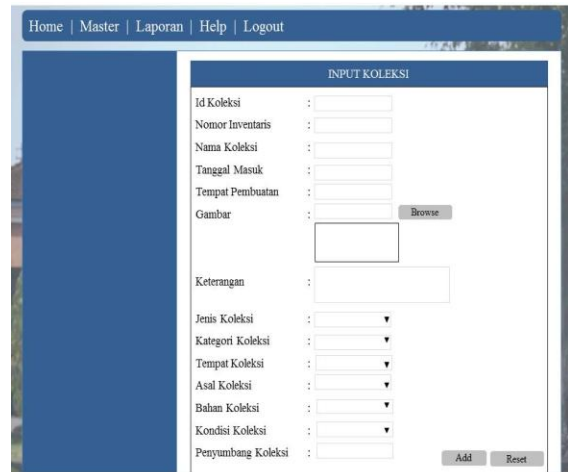 Home | Master | Laporan | Help | Logout
INPUT KOLEKSI
Id Koleksi :
Nomor Inventaris :
Nama Koleksi :
Tanggal Masuk :
Tempat Pembuatan :
Gambar : Browse
Keterangan :
Jenis Koleksi :
Kategori Koleksi :
Tempat Koleksi :
Asal Koleksi :
Bahan Koleksi :
Kondisi Koleksi :
Penyumbang Koleksi :
Add Reset